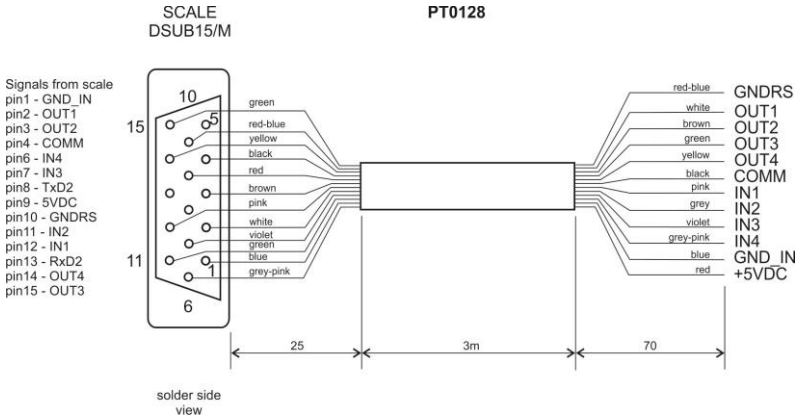 SCALE
DSUB15/M
PT0128
Signals from scale
pin1 - GND_IN
pin2 - OUT1
pin3 - OUT2
pin4 - COMM
pin6 - IN4
pin7 - IN3
pin8 - TxD2
pin9 - 5VDC
pin10 - GNDRS
pin11 - IN2
pin12 - IN1
pin13 - RxD2
pin14 - OUT4
pin15 - OUT3
10
15
5
11
1
6
green
red-blue
yellow
black
red
brown
pink
white
violet
green
blue
grey-pink
red-blue GNDRS
white OUT1
brown OUT2
green OUT3
yellow OUT4
black COMM
pink IN1
grey IN2
violet IN3
grey-pink IN4
blue GND_IN
red +5VDC
25
3m
70
solder side
view